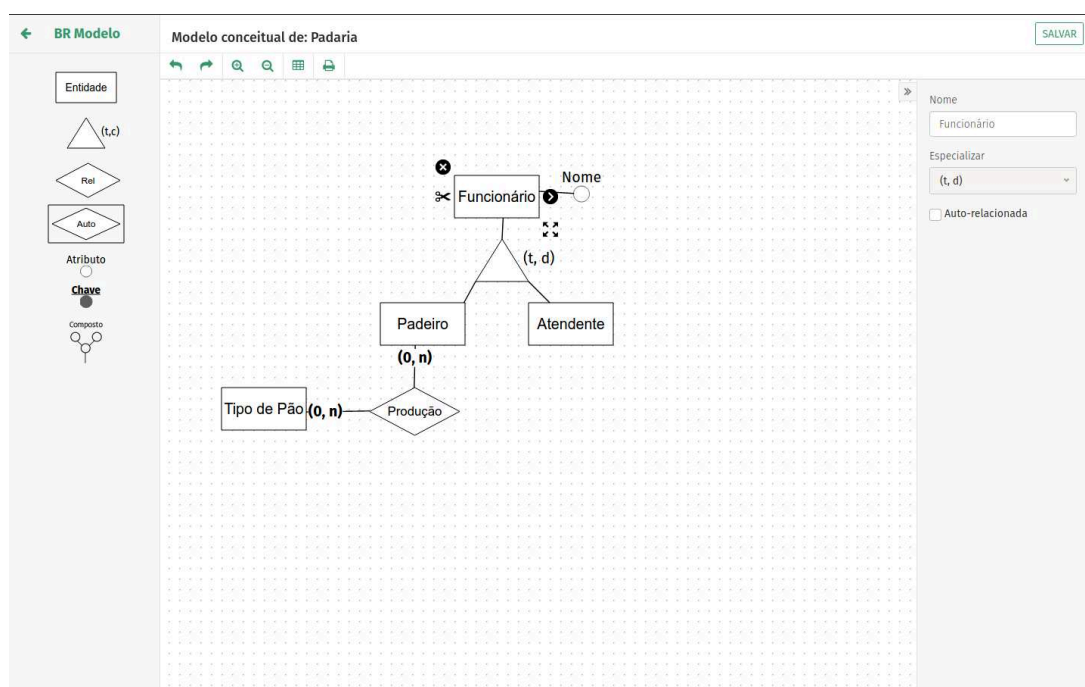 BR Modelo
Modelo conceitual de: Padaria
SALVAR
Entidade
(t,c)
Rel
Auto
Atributo
Chave
Composto
Funcionário
Nome
(t, d)
Padeiro
Atendente
(0, n)
Tipo de Pão
(0, n)
Produção
Nome
Funcionário
Especializar
(t, d)
Auto-relacionada